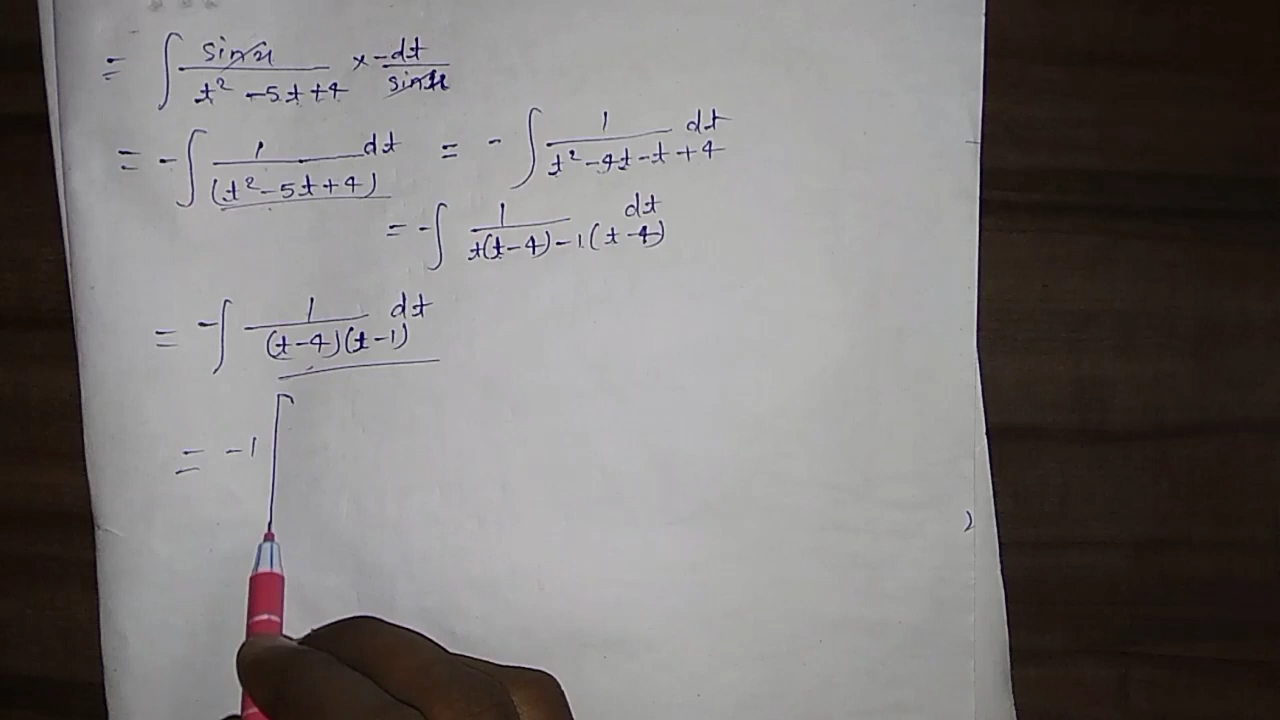 = ∫ sinx / t² -5t+4 × -dt / sinx
= -∫ 1 / (t²-5t+4) dt = -∫ 1 / t²-4t-t+4 dt
= -∫ 1 / t(t-4)-1(t-4) dt
= -∫ 1 / (t-4)(t-1) dt
= -1 ∫